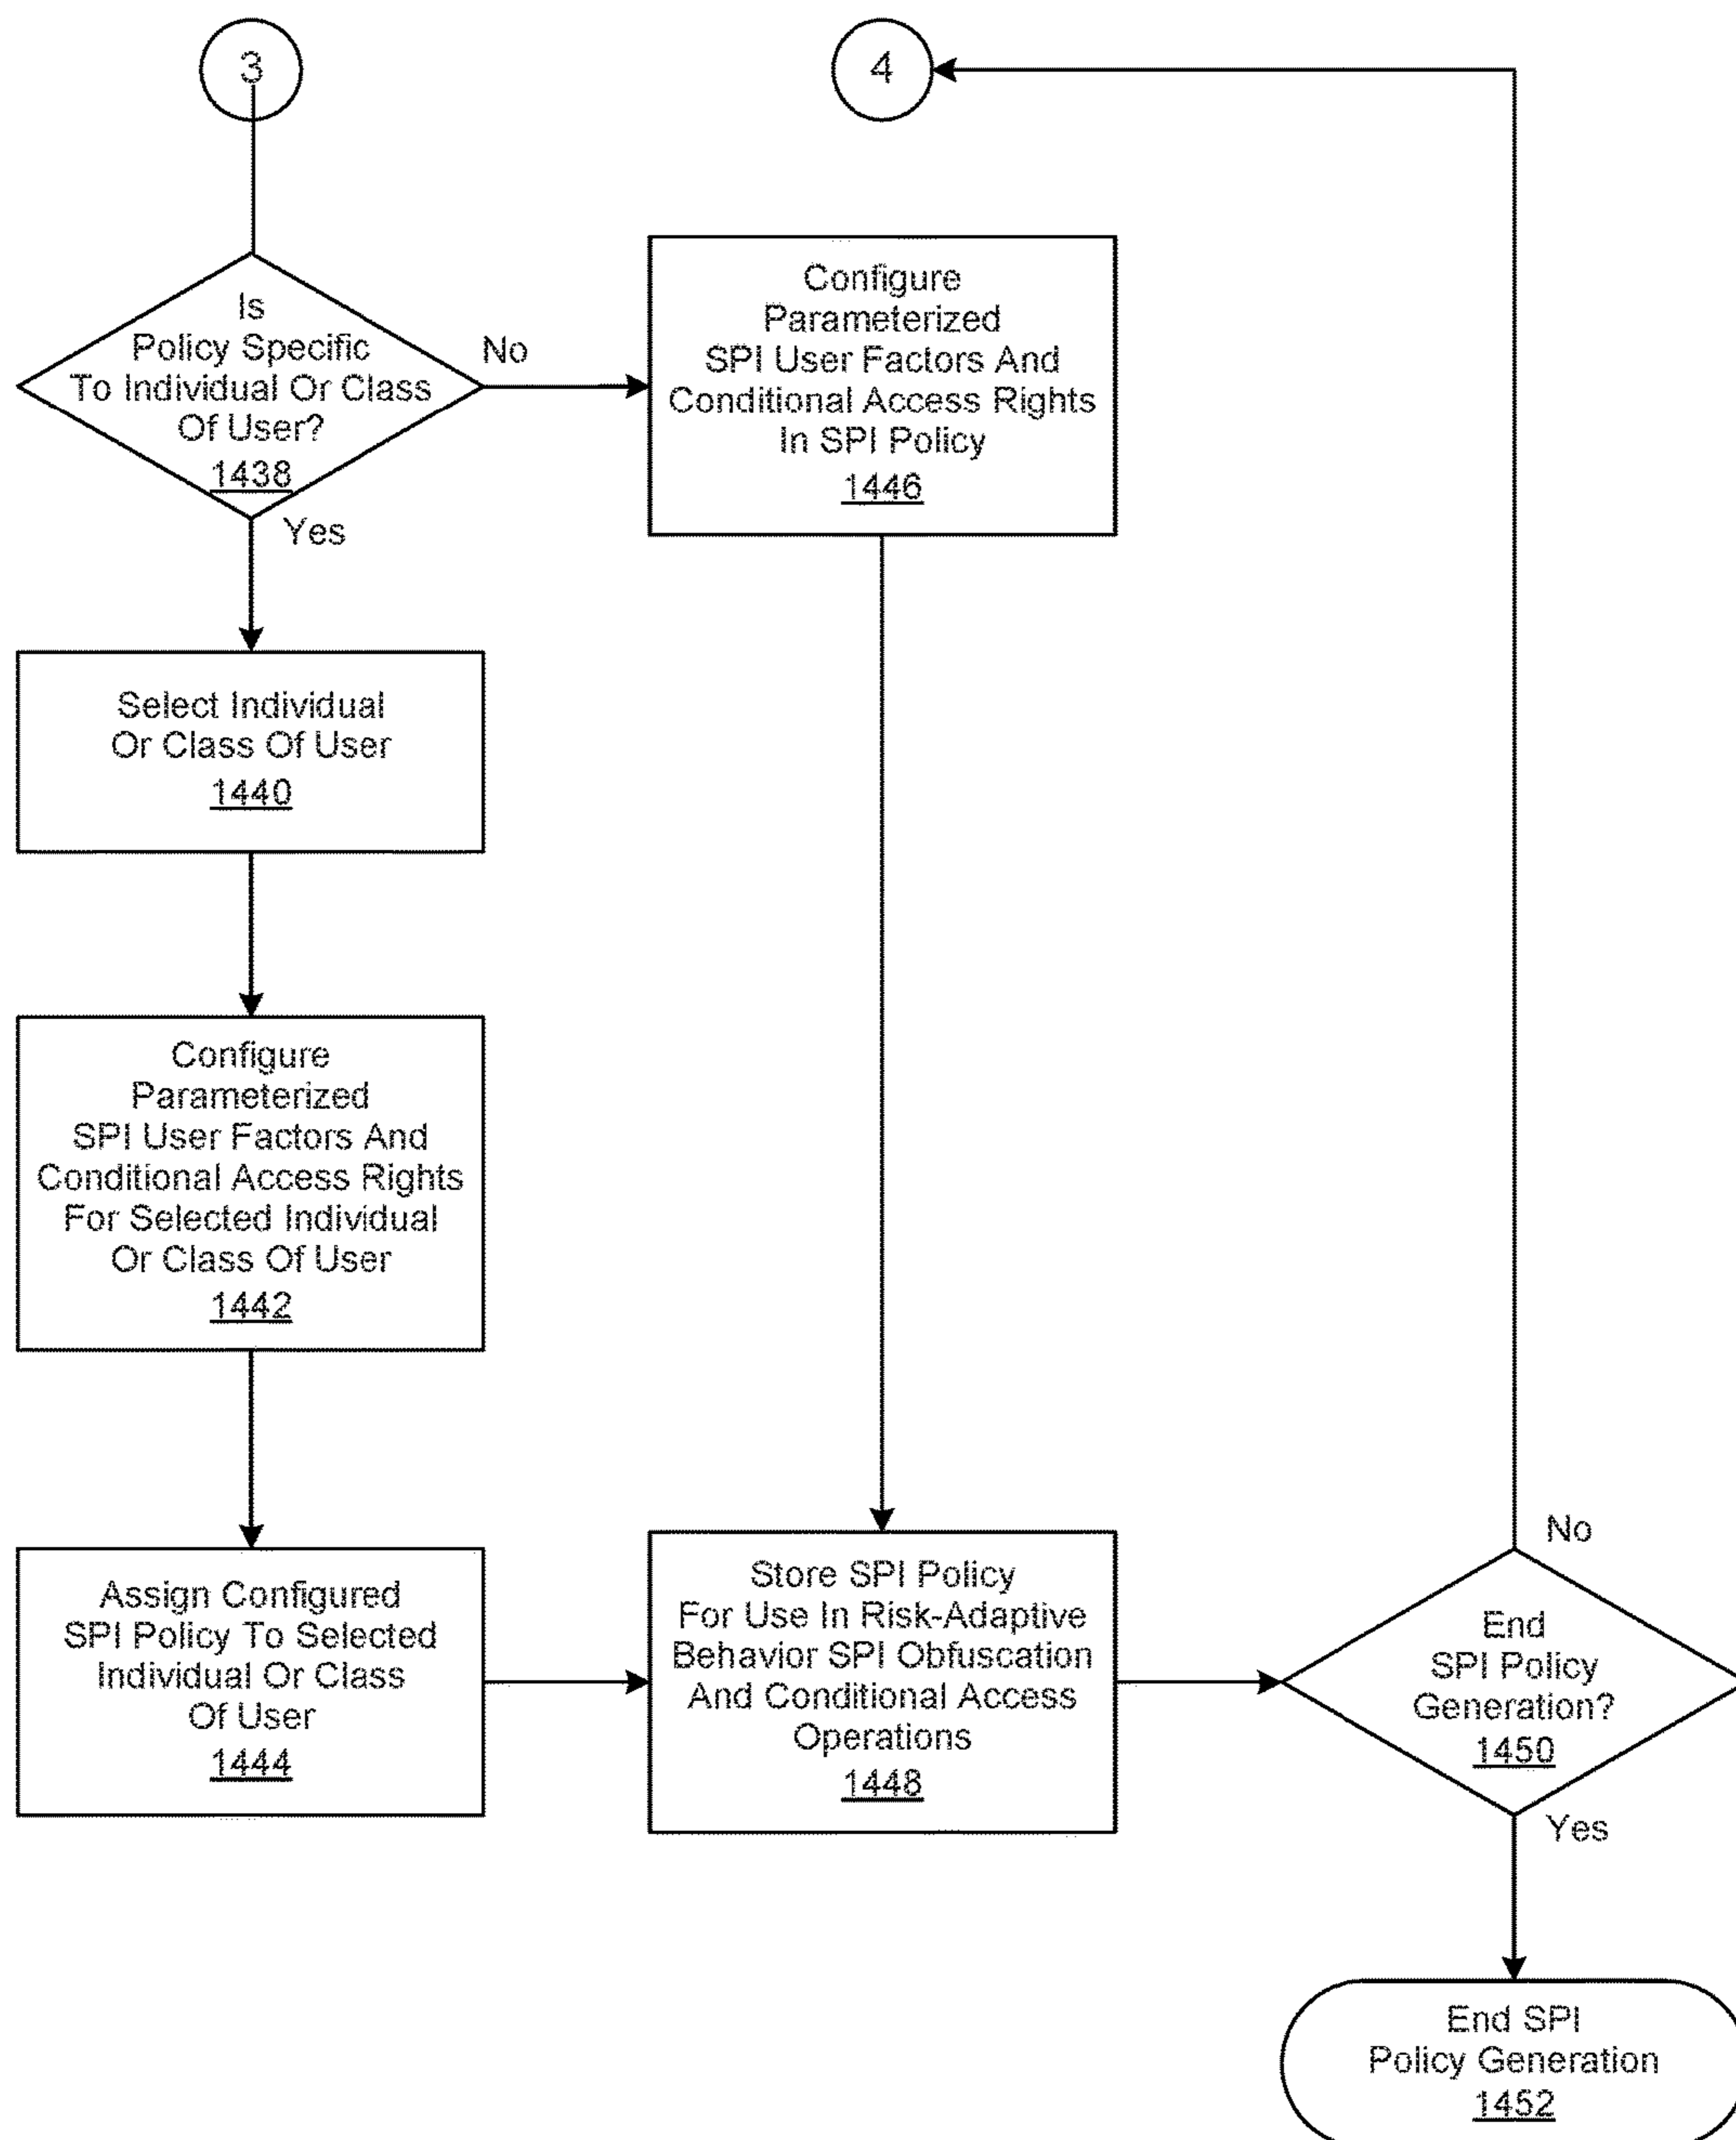 3
4
Is
Policy Specific
To Individual Or Class
Of User?
1438
No
Yes
Configure
Parameterized
SPI User Factors And
Conditional Access Rights
In SPI Policy
1446
Select Individual
Or Class Of User
1440
Configure
Parameterized
SPI User Factors And
Conditional Access Rights
For Selected Individual
Or Class Of User
1442
Assign Configured
SPI Policy To Selected
Individual Or Class
Of User
1444
Store SPI Policy
For Use In Risk-Adaptive
Behavior SPI Obfuscation
And Conditional Access
Operations
1448
No
End
SPI Policy
Generation?
1450
Yes
End SPI
Policy Generation
1452